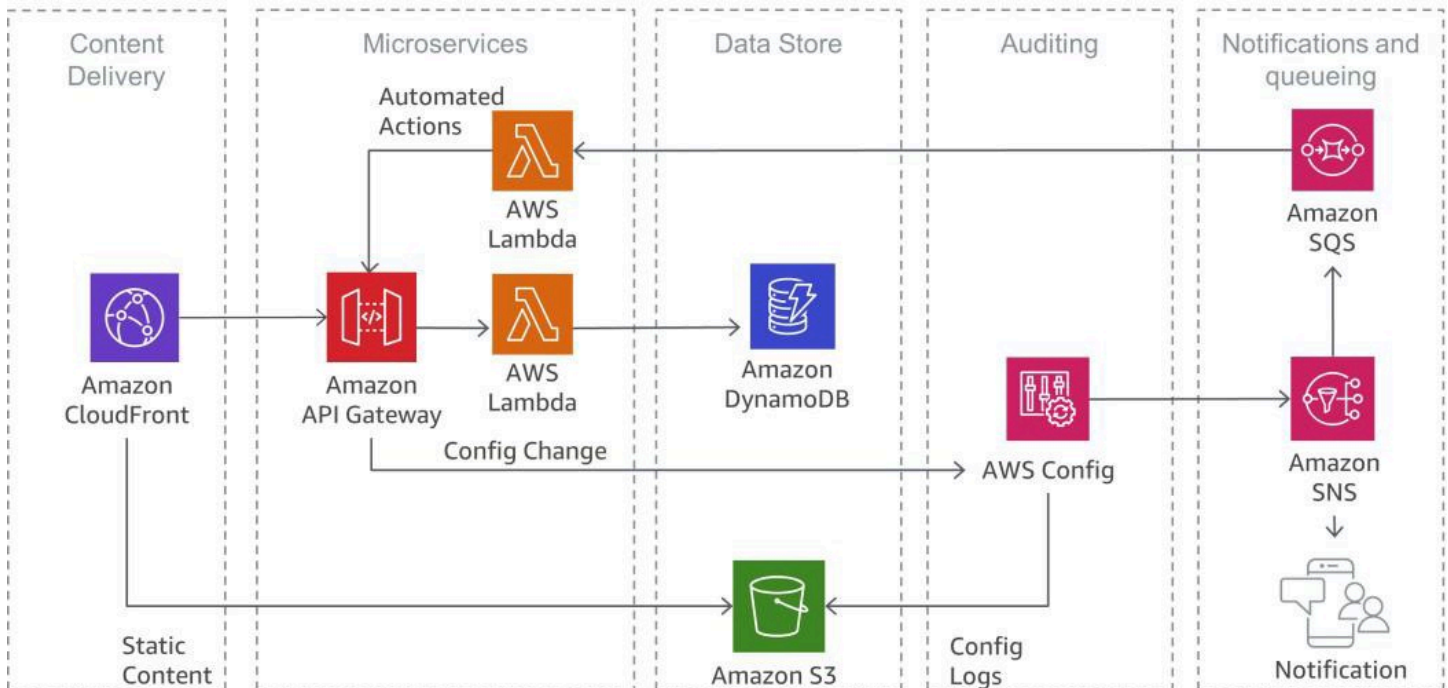 Content
Delivery
Microservices
Data Store
Auditing
Notifications and
queueing
Automated
Actions
AWS
Lambda
Amazon
SQS
</>
Amazon
CloudFront
Amazon
API Gateway
AWS
Lambda
Amazon
DynamoDB
Config Change
AWS Config
Amazon
SNS
Static
Content
Amazon S3
Config
Logs
Notification